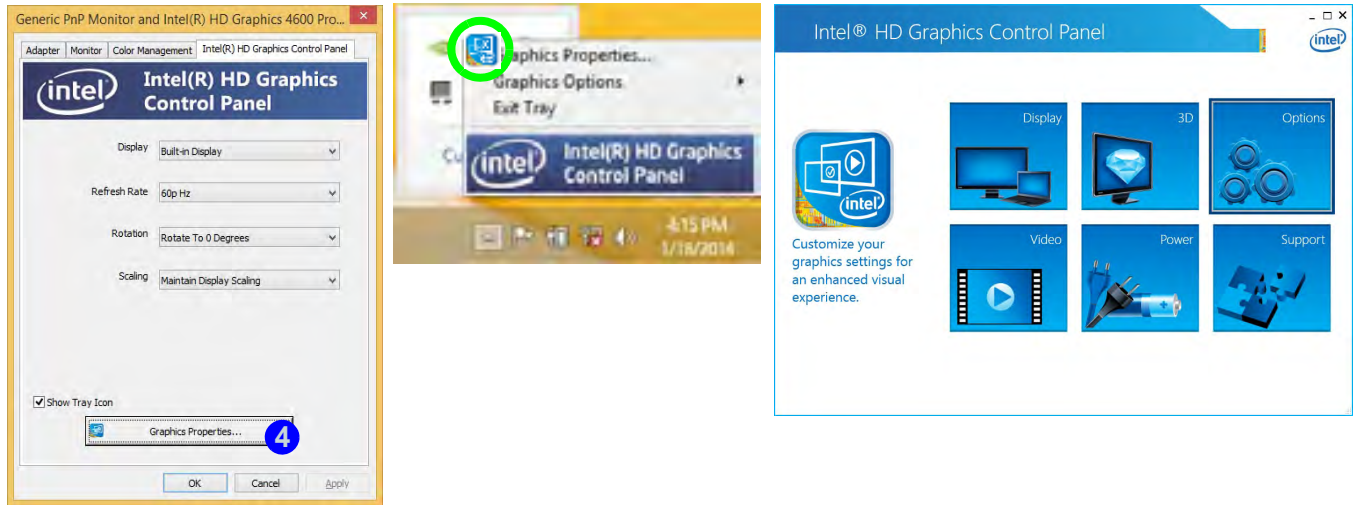 Generic PnP Monitor and Intel(R) HD Graphics 4600 Pro...
Adapter Monitor Color Management Intel(R) HD Graphics Control Panel
intel
Intel(R) HD Graphics
Control Panel
Display Built-in Display
Refresh Rate 60p Hz
Rotation Rotate To 0 Degrees
Scaling Maintain Display Scaling
Show Tray Icon
Graphics Properties...
4
OK Cancel Apply
Graphics Properties...
Graphics Options
Exit Tray
Cu
intel
Intel(R) HD Graphics
Control Panel
4:15 PM
1/18/2014
Intel® HD Graphics Control Panel
intel
Display
3D
Options
intel
Customize your
graphics settings for
an enhanced visual
experience.
Video
Power
Support